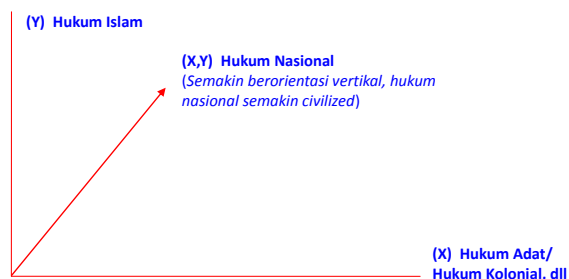 (Y) Hukum Islam
(X,Y) Hukum Nasional
(Semakin berorientasi vertikal, hukum
nasional semakin civilized)
(X) Hukum Adat/
Hukum Kolonial, dll